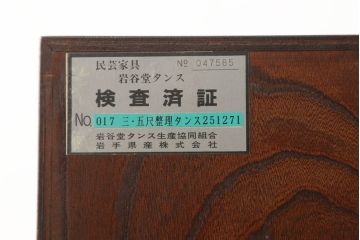 民芸家具 № 047585
岩谷堂タンス
検査済証
No. 017 三・五尺整理タンス251271
岩谷堂タンス生産協同組合
岩手県産株式会社